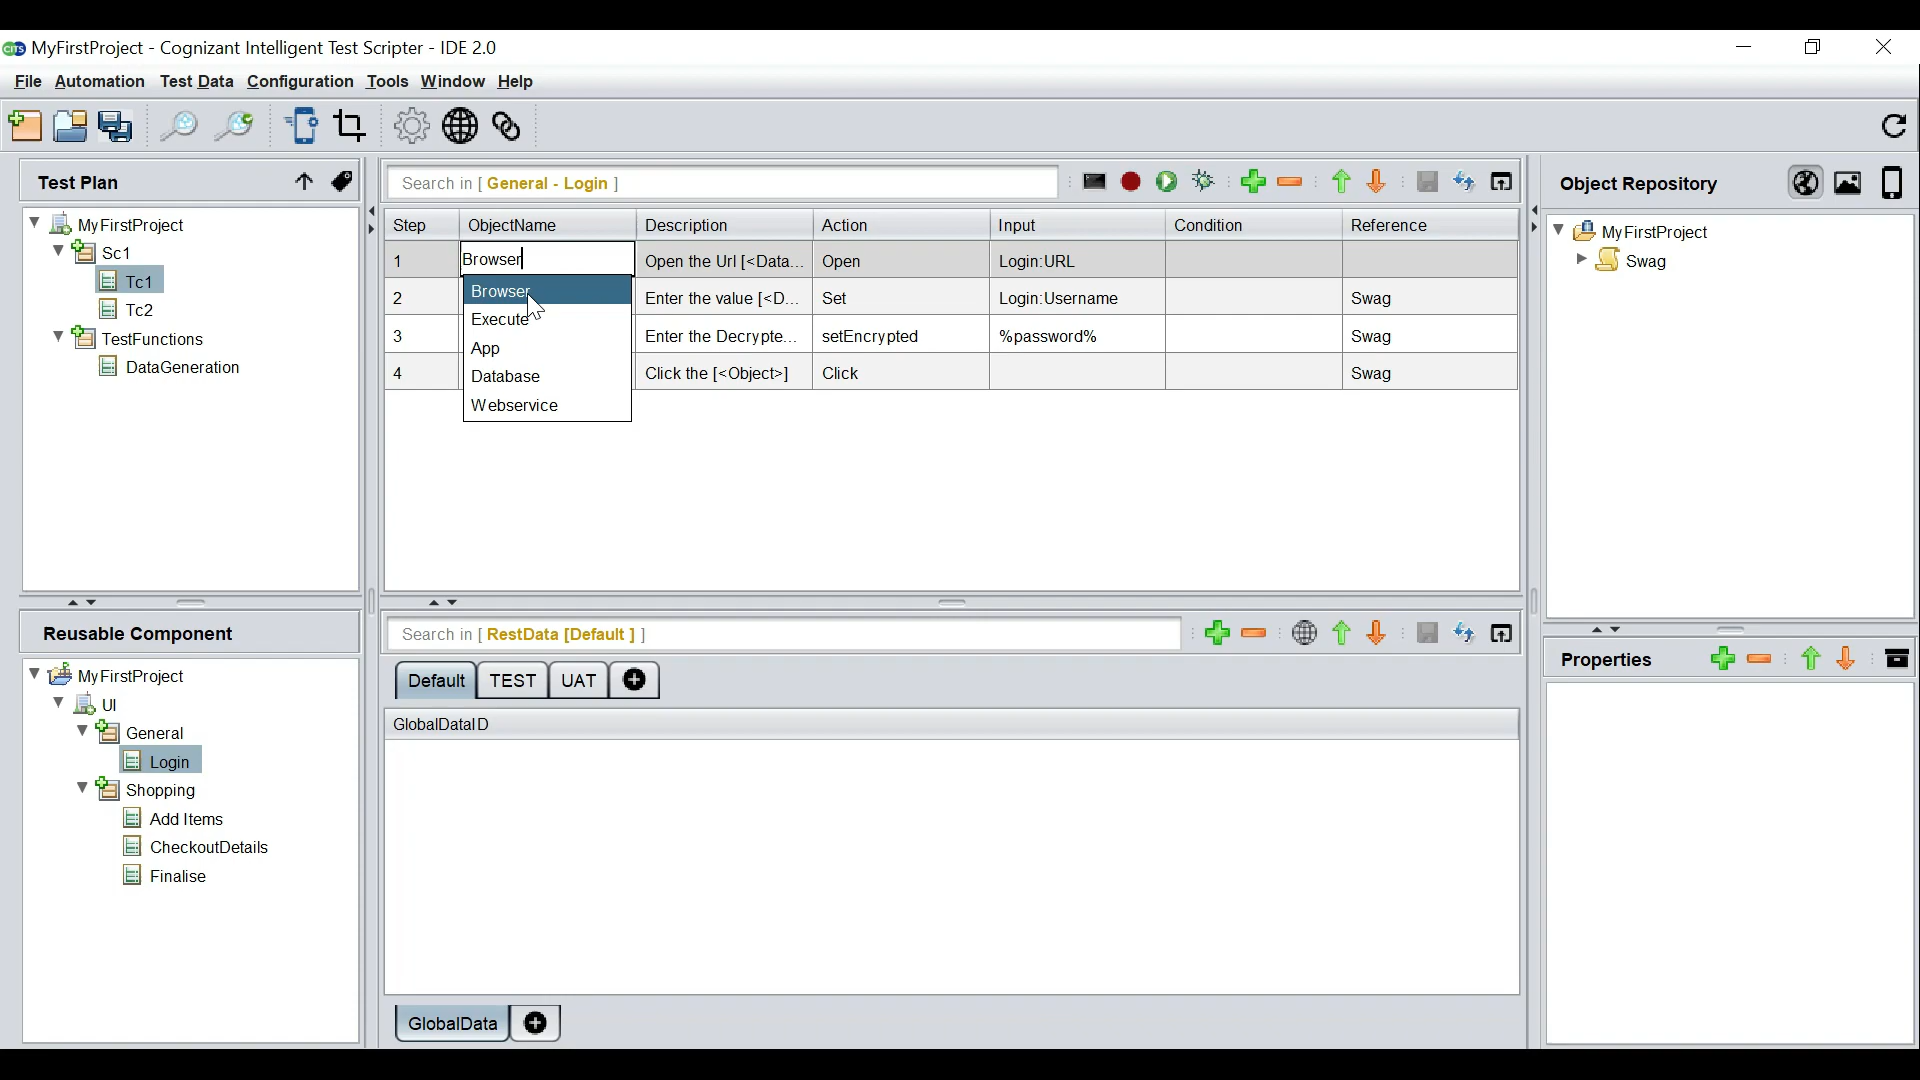 CITS MyFirstProject - Cognizant Intelligent Test Scripter - IDE 2.0
File Automation Test Data Configuration Tools Window Help
Test Plan
MyFirstProject
Sc1
Tc1
Tc2
TestFunctions
DataGeneration
Search in [ General - Login ]
Step ObjectName Description Action Input Condition Reference
1 Browser Open the Url [<Data... Open Login:URL
2 Enter the value [<D... Set Login:Username Swag
3 Enter the Decrypte... setEncrypted %password% Swag
4 Click the [<Object>] Click Swag
Browser
Execute
App
Database
Webservice
Object Repository
MyFirstProject
Swag
Reusable Component
MyFirstProject
UI
General
Login
Shopping
Add Items
CheckoutDetails
Finalise
Search in [ RestData [Default ] ]
Default TEST UAT
GlobalDataID
GlobalData
Properties